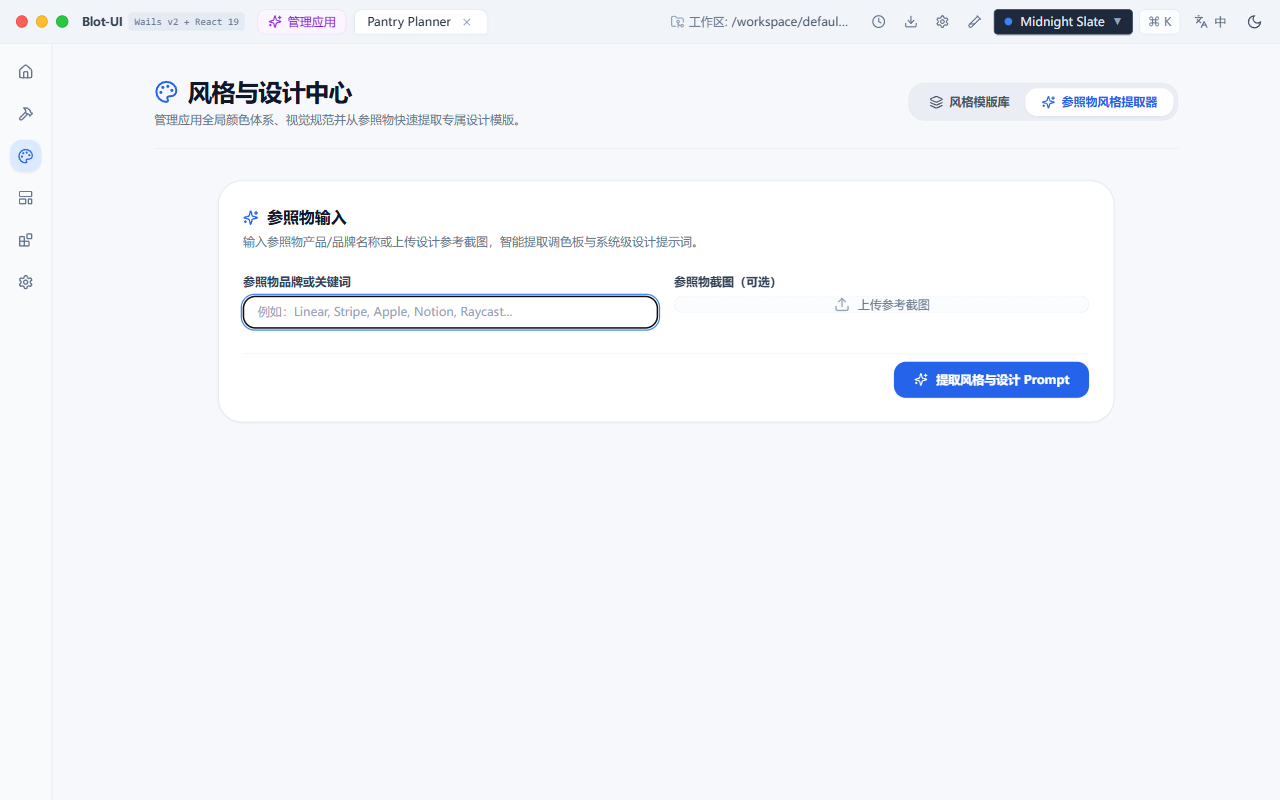 Blot-UI Wails v2 + React 19 管理应用 Pantry Planner × 工作区: /workspace/defaul... Midnight Slate ▼ ⌘ K 中
风格与设计中心
管理应用全局颜色体系、视觉规范并从参照物快速提取专属设计模版。
风格模版库 参照物风格提取器
参照物输入
输入参照物产品/品牌名称或上传设计参考截图，智能提取调色板与系统级设计提示词。
参照物品牌或关键词
例如：Linear, Stripe, Apple, Notion, Raycast...
参照物截图（可选）
上传参考截图
提取风格与设计 Prompt